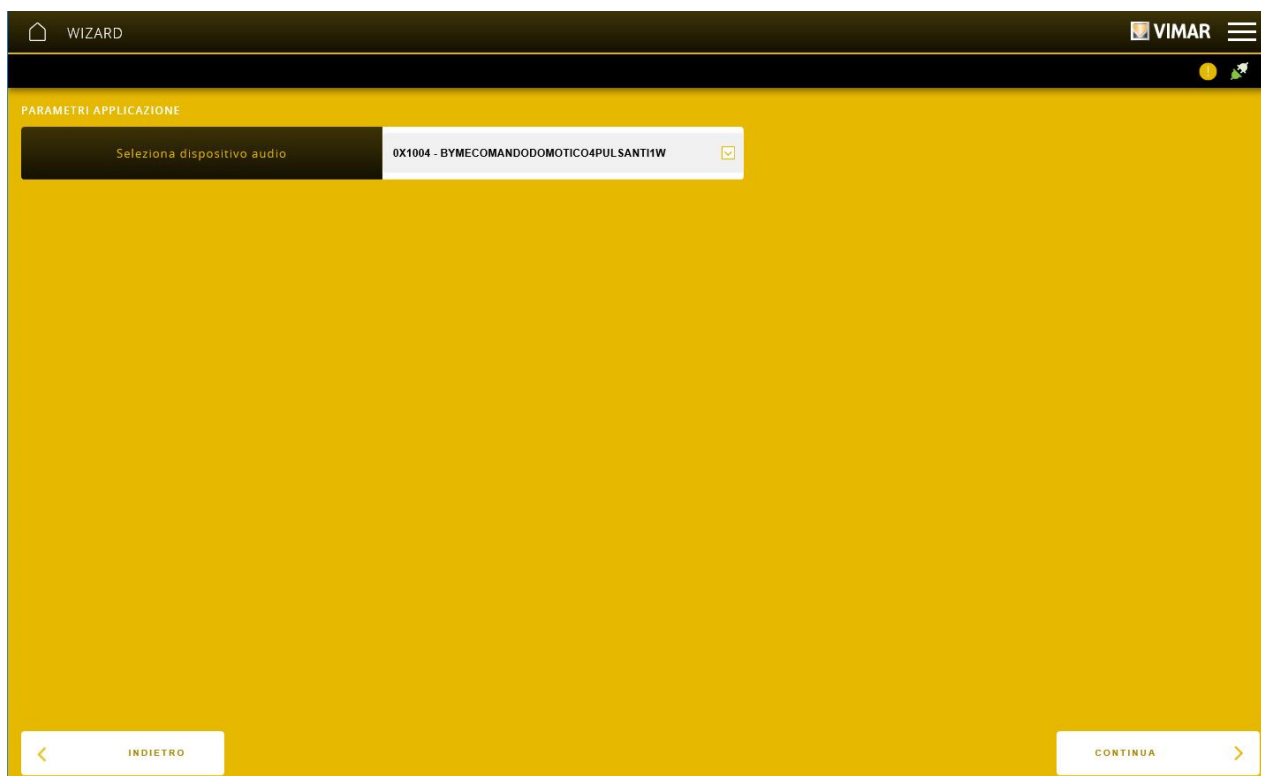 WIZARD
VIMAR
PARAMETRI APPLICAZIONE
Seleziona dispositivo audio
0X1004 - BYMECOMANDODOMOTICO4PULSANTI1W
INDIETRO
CONTINUA